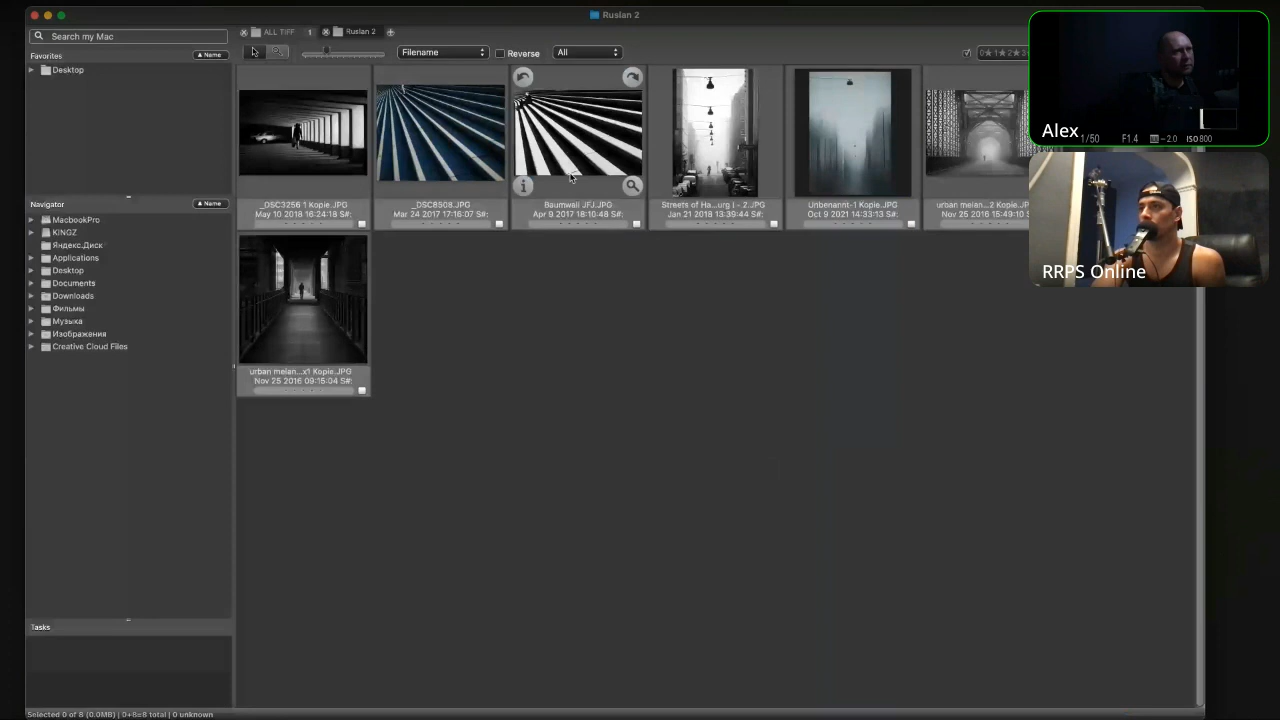 Ruslan 2
Search my Mac
ALL TIFF
1
Ruslan 2
Filename
Reverse
All
Favorites
Name
Desktop
Navigator
Name
MacbookPro
KINGZ
Яндекс.Диск
Applications
Desktop
Documents
Downloads
Фильмы
Музыка
Изображения
Creative Cloud Files
_DSC3256 1 Kopie.JPG
May 10 2018 16:24:18 S#:
_DSC8508.JPG
Mar 24 2017 17:16:07 S#:
Baumwall JFJ.JPG
Apr 9 2017 18:10:48 S#:
Streets of Ha...urg I - 2.JPG
Jan 21 2018 13:39:44 S#:
Unbenannt-1 Kopie.JPG
Oct 9 2021 14:33:13 S#:
urban melan...2 Kopie.JPG
Nov 25 2016 15:49:10 S#:
urban melan...x1 Kopie.JPG
Nov 25 2016 09:15:04 S#:
Alex
1/50 F1.4 -2.0 ISO800
RRPS Online
Tasks
Selected 0 of 8 (0.0MB) | 0+8=8 total | 0 unknown